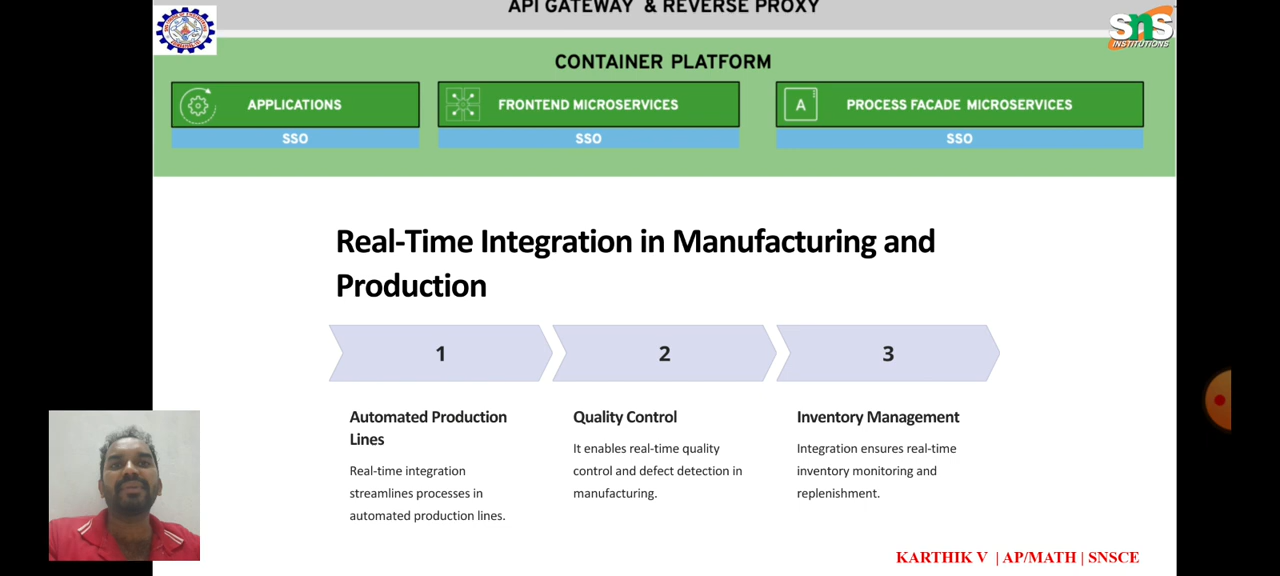 API GATEWAY & REVERSE PROXY
SNS
INSTITUTIONS
CONTAINER PLATFORM
APPLICATIONS
FRONTEND MICROSERVICES
A
PROCESS FACADE MICROSERVICES
SSO
SSO
SSO
Real-Time Integration in Manufacturing and
Production
1
2
3
Automated Production
Lines
Real-time integration
streamlines processes in
automated production lines.
Quality Control
It enables real-time quality
control and defect detection in
manufacturing.
Inventory Management
Integration ensures real-time
inventory monitoring and
replenishment.
KARTHIK V | AP/MATH | SNSCE